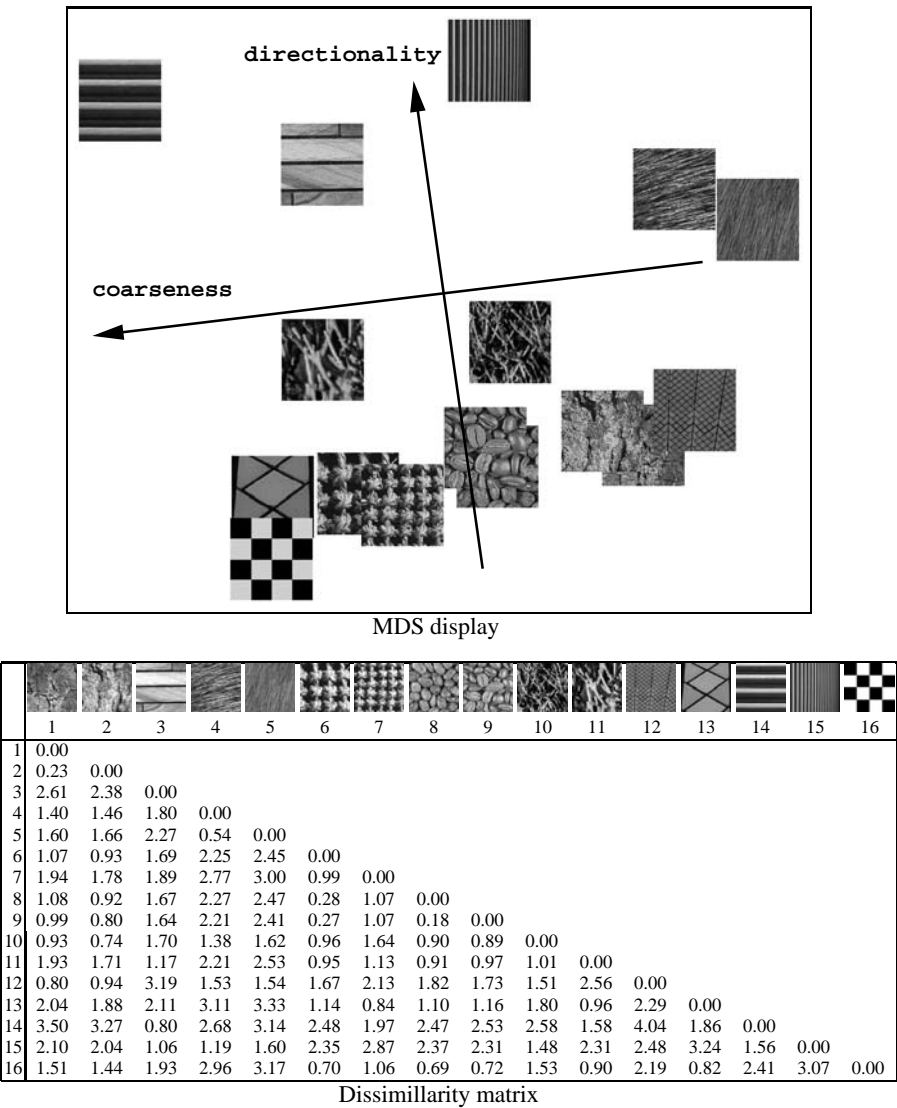 directionality
coarseness
MDS display
1 2 3 4 5 6 7 8 9 10 11 12 13 14 15 16
1 0.00
2 0.23 0.00
3 2.61 2.38 0.00
4 1.40 1.46 1.80 0.00
5 1.60 1.66 2.27 0.54 0.00
6 1.07 0.93 1.69 2.25 2.45 0.00
7 1.94 1.78 1.89 2.77 3.00 0.99 0.00
8 1.08 0.92 1.67 2.27 2.47 0.28 1.07 0.00
9 0.99 0.80 1.64 2.21 2.41 0.27 1.07 0.18 0.00
10 0.93 0.74 1.70 1.38 1.62 0.96 1.64 0.90 0.89 0.00
11 1.93 1.71 1.17 2.21 2.53 0.95 1.13 0.91 0.97 1.01 0.00
12 0.80 0.94 3.19 1.53 1.54 1.67 2.13 1.82 1.73 1.51 2.56 0.00
13 2.04 1.88 2.11 3.11 3.33 1.14 0.84 1.10 1.16 1.80 0.96 2.29 0.00
14 3.50 3.27 0.80 2.68 3.14 2.48 1.97 2.47 2.53 2.58 1.58 4.04 1.86 0.00
15 2.10 2.04 1.06 1.19 1.60 2.35 2.87 2.37 2.31 1.48 2.31 2.48 3.24 1.56 0.00
16 1.51 1.44 1.93 2.96 3.17 0.70 1.06 0.69 0.72 1.53 0.90 2.19 0.82 2.41 3.07 0.00
Dissimillarity matrix